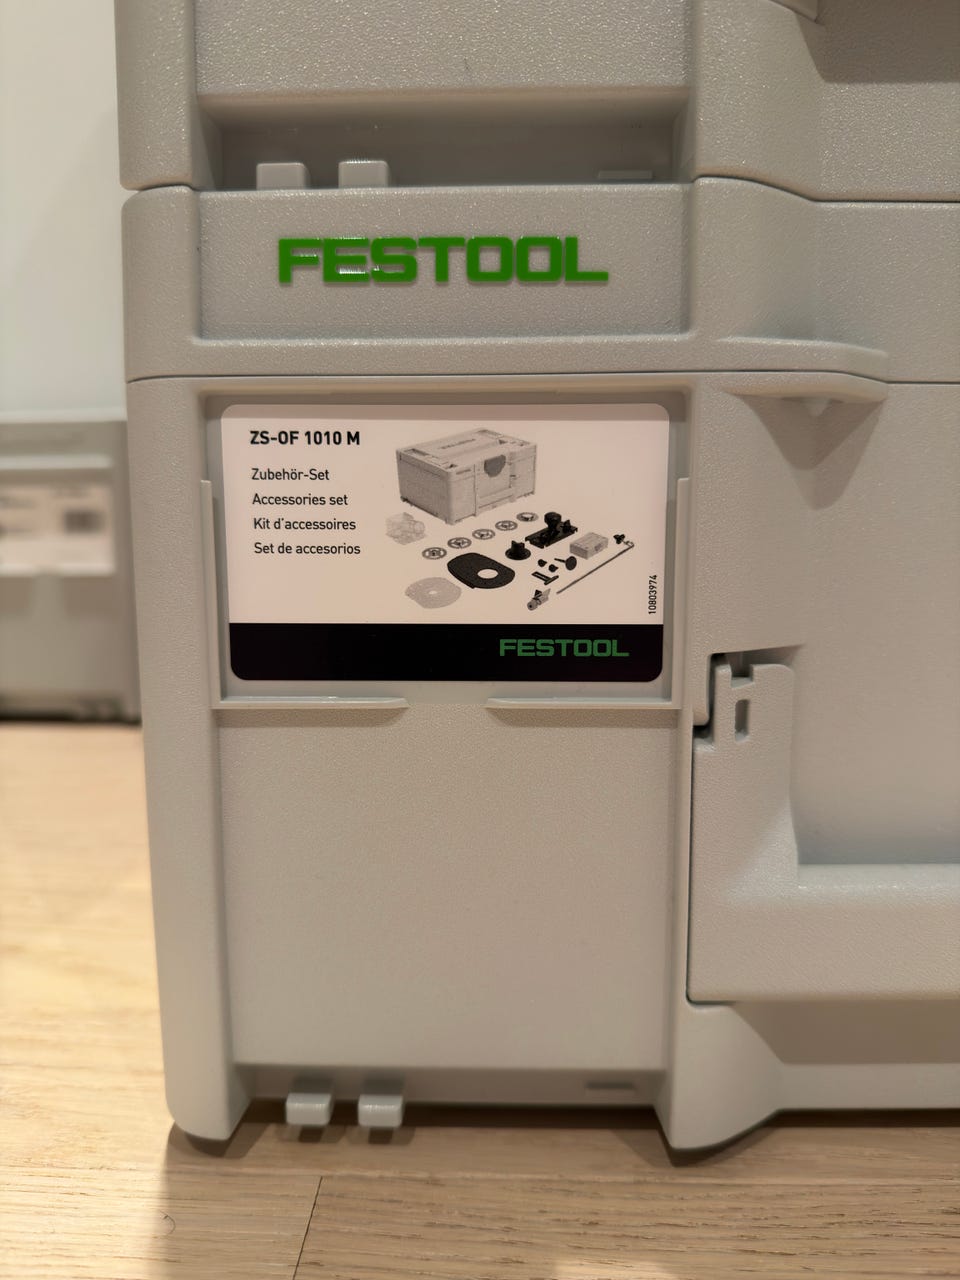 FESTOOL
ZS-OF 1010 M
Zubehör-Set
Accessories set
Kit d'accessoires
Set de accesorios
10803974
FESTOOL